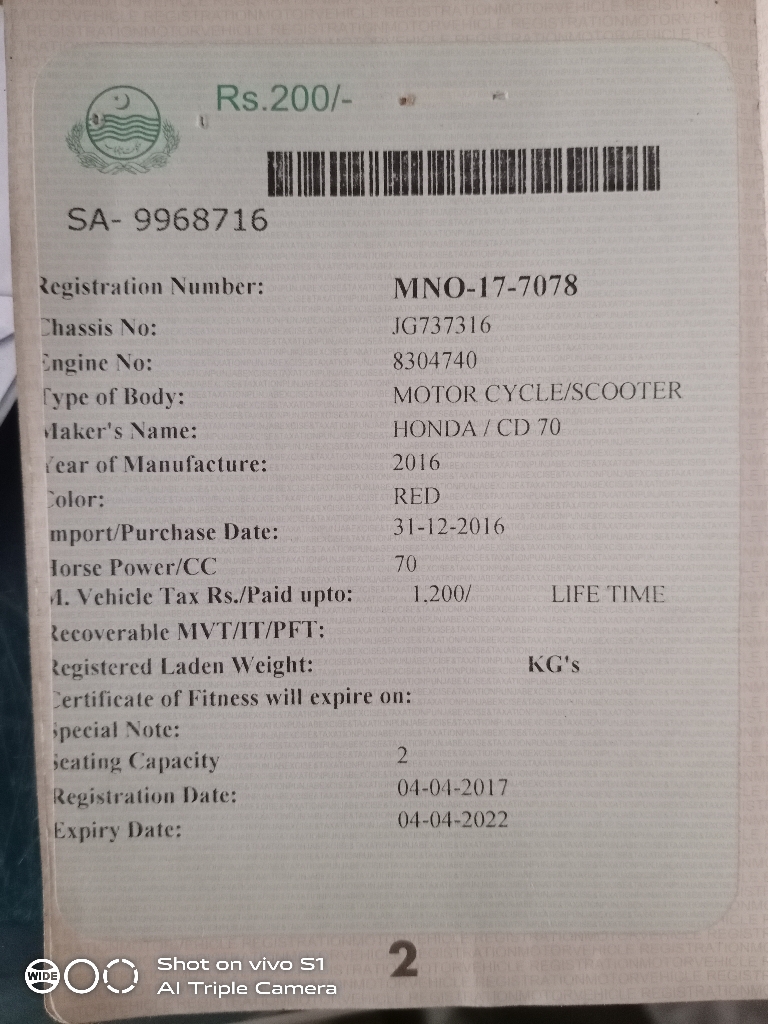 Rs.200/-
SA- 9968716
Registration Number: MNO-17-7078
Chassis No: JG737316
Engine No: 8304740
Type of Body: MOTOR CYCLE/SCOOTER
Maker's Name: HONDA / CD 70
Year of Manufacture: 2016
Color: RED
Import/Purchase Date: 31-12-2016
Horse Power/CC 70
M. Vehicle Tax Rs./Paid upto: 1,200/ LIFE TIME
Recoverable MVT/IT/PFT:
Registered Laden Weight: KG's
Certificate of Fitness will expire on:
Special Note:
Seating Capacity 2
Registration Date: 04-04-2017
Expiry Date: 04-04-2022
2
WIDE
Shot on vivo S1
AI Triple Camera